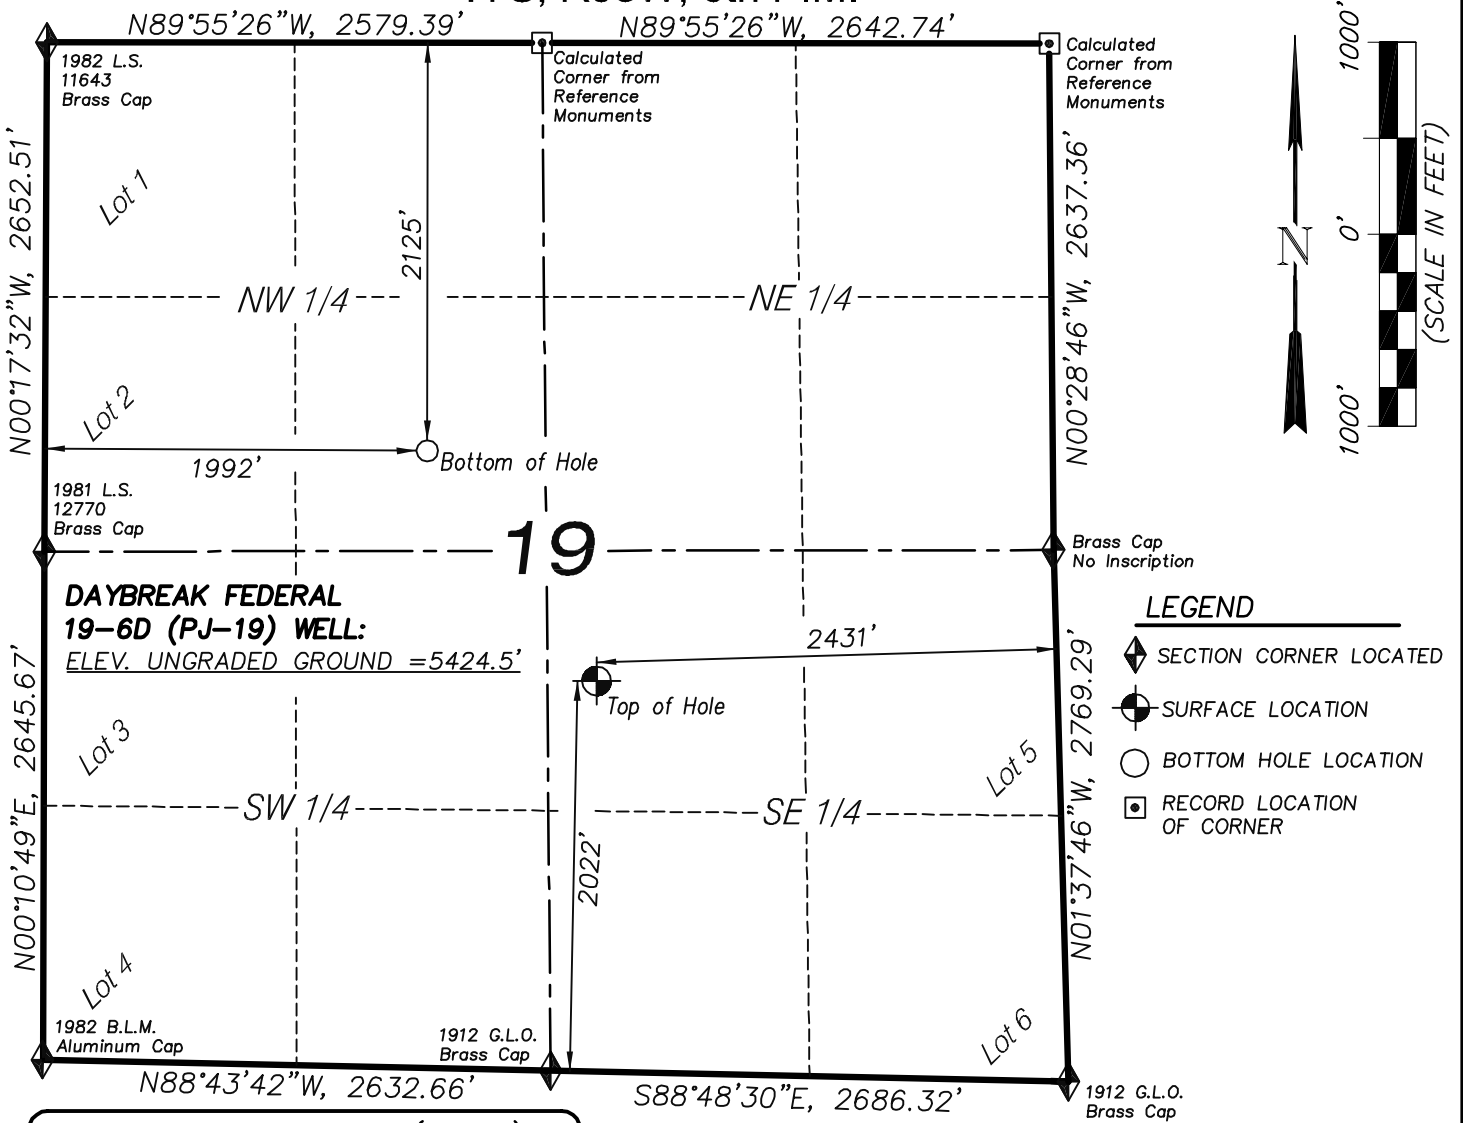 N89°55'26"W, 2579.39'
N89°55'26"W, 2642.74'
1982 L.S.
11643
Brass Cap
Calculated
Corner from
Reference
Monuments
Calculated
Corner from
Reference
Monuments
N00°17'32"W, 2652.51'
Lot 1
2125'
N00°28'46"W, 2637.36'
NW 1/4
NE 1/4
Lot 2
1992'
Bottom of Hole
1981 L.S.
12770
Brass Cap
19
Brass Cap
No Inscription
DAYBREAK FEDERAL
19-6D (PJ-19) WELL:
ELEV. UNGRADED GROUND =5424.5'
2431'
Top of Hole
N00°10'49"E, 2645.67'
Lot 3
Lot 5
N01°37'46"W, 2769.29'
SW 1/4
SE 1/4
2022'
Lot 4
Lot 6
1982 B.L.M.
Aluminum Cap
1912 G.L.O.
Brass Cap
N88°43'42"W, 2632.66'
S88°48'30"E, 2686.32'
1912 G.L.O.
Brass Cap
1000'
0'
1000'
(SCALE IN FEET)
N
LEGEND
SECTION CORNER LOCATED
SURFACE LOCATION
BOTTOM HOLE LOCATION
RECORD LOCATION
OF CORNER